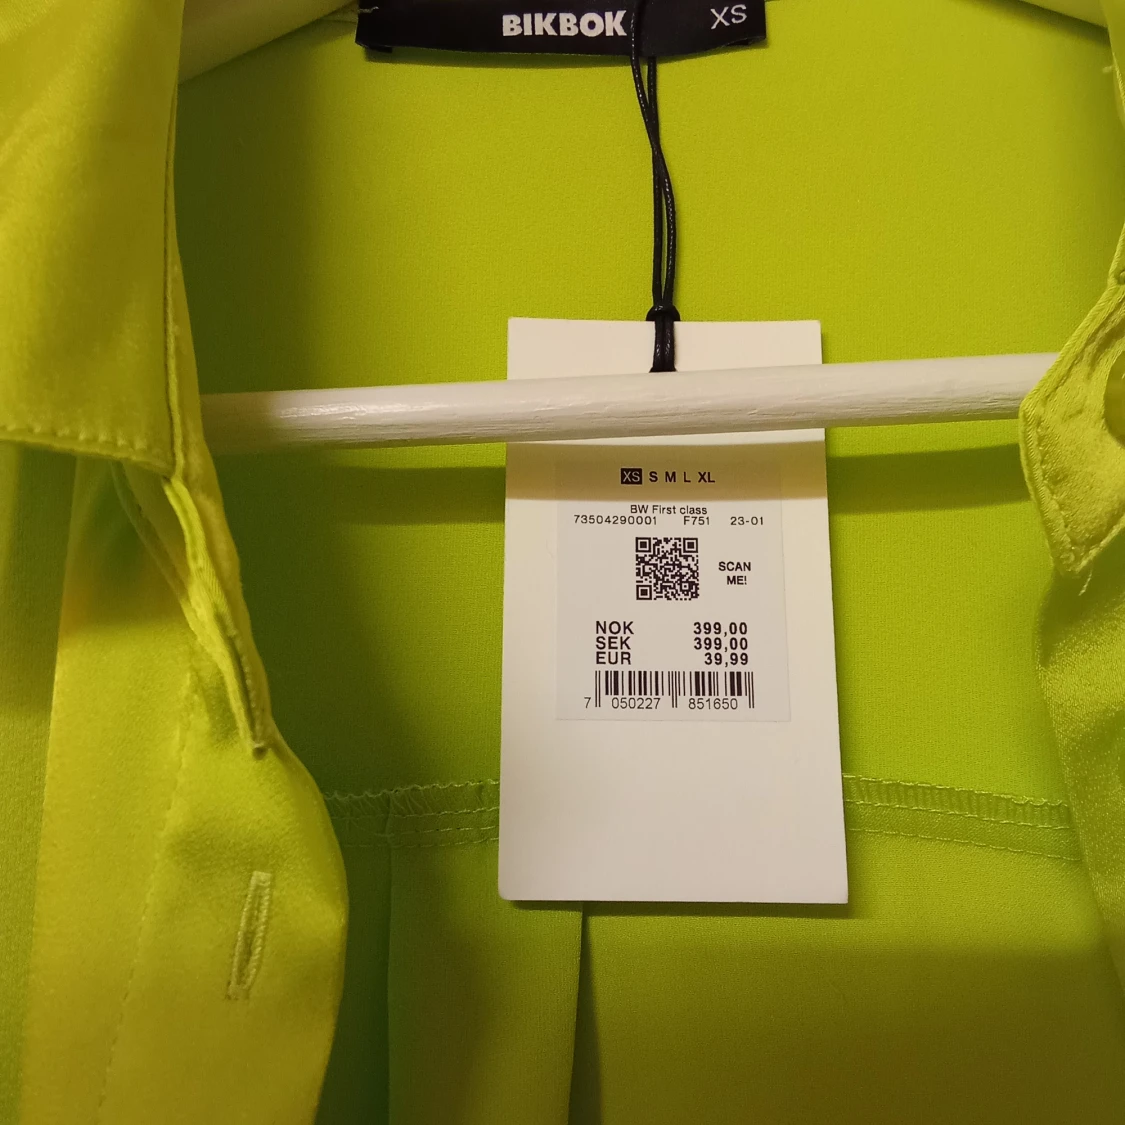 BIKBOK XS
XS S M L XL
BW First class
73504290001 F751 23-01
SCAN
ME!
NOK 399,00
SEK 399,00
EUR 39,99
7 050227 851650